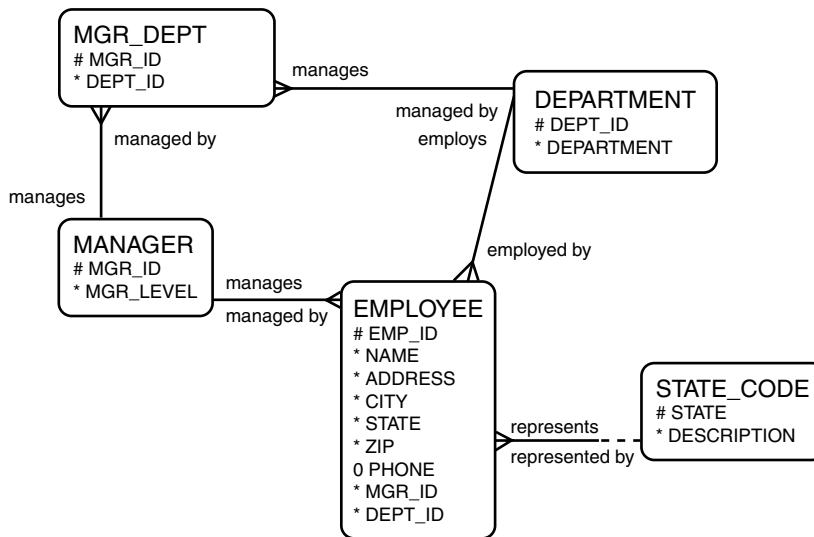 MGR_DEPT
# MGR_ID
* DEPT_ID
manages
managed by
employs
DEPARTMENT
# DEPT_ID
* DEPARTMENT
managed by
manages
MANAGER
# MGR_ID
* MGR_LEVEL
manages
managed by
employed by
EMPLOYEE
# EMP_ID
* NAME
* ADDRESS
* CITY
* STATE
* ZIP
0 PHONE
* MGR_ID
* DEPT_ID
represents
represented by
STATE_CODE
# STATE
* DESCRIPTION